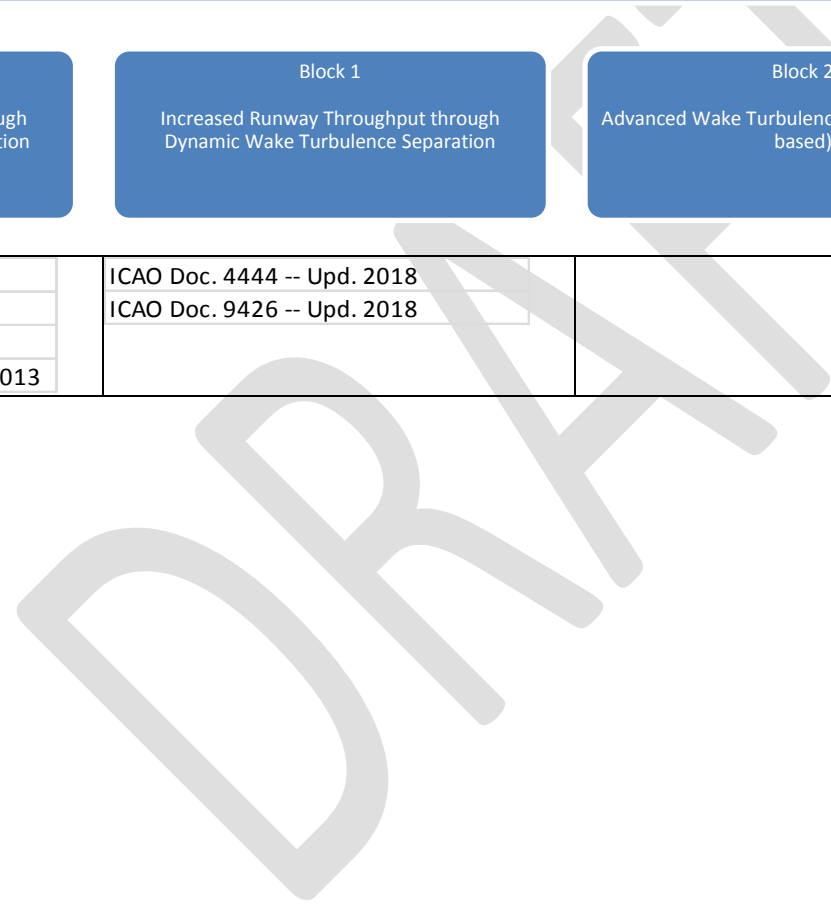 ugh
tion
Block 1
Increased Runway Throughput through
Dynamic Wake Turbulence Separation
Block 2
Advanced Wake Turbulenc
based)
013
ICAO Doc. 4444 -- Upd. 2018
ICAO Doc. 9426 -- Upd. 2018
DRAFT